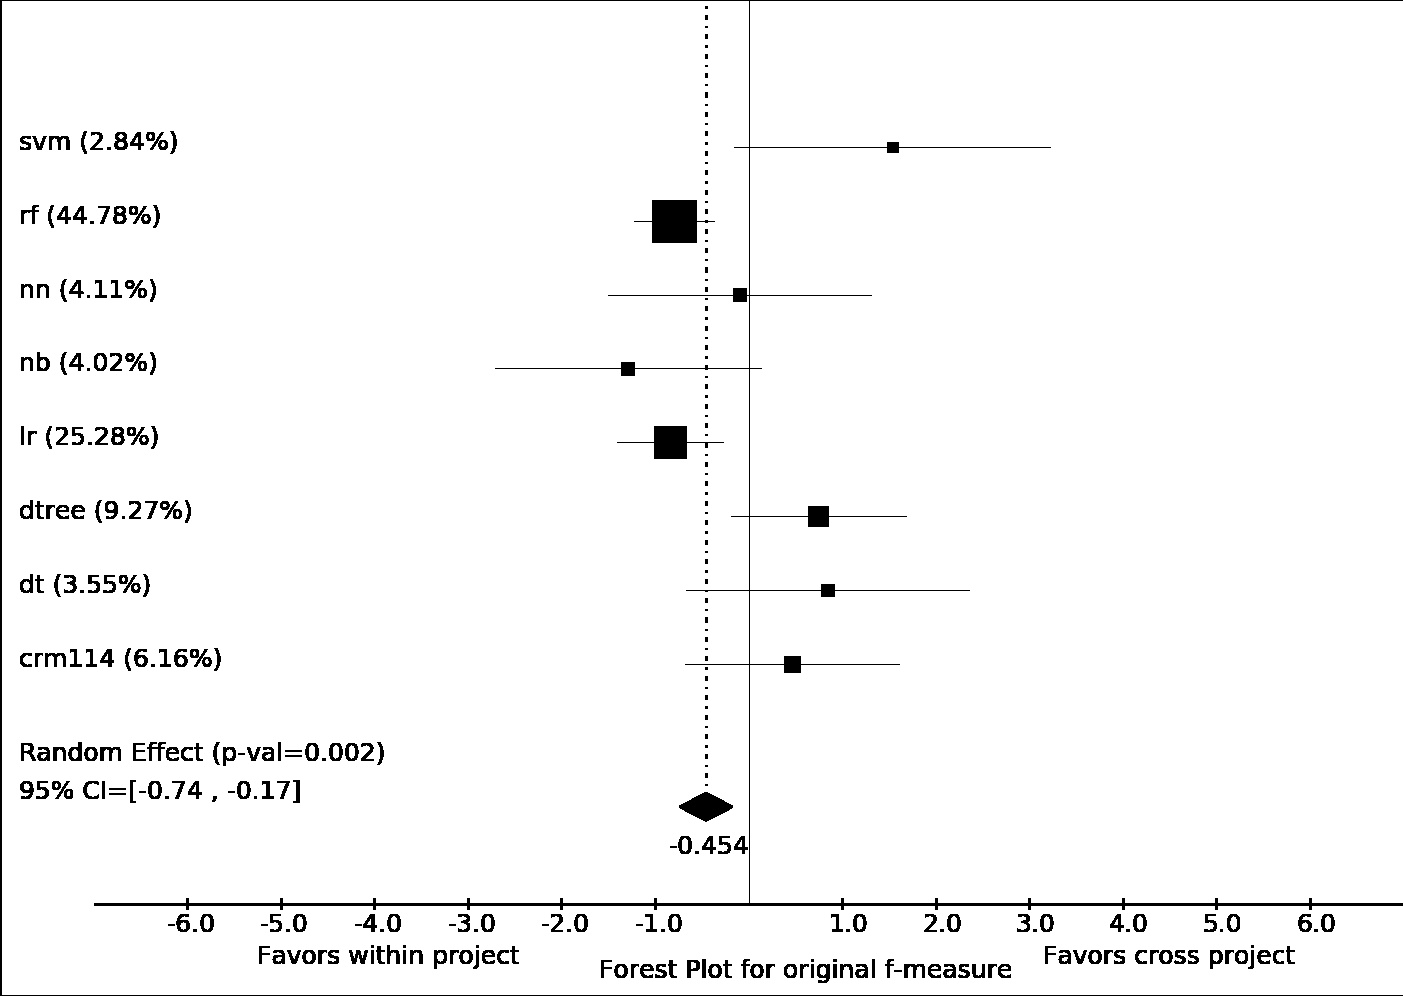 svm (2.84%)
rf (44.78%)
nn (4.11%)
nb (4.02%)
lr (25.28%)
dtree (9.27%)
dt (3.55%)
crm114 (6.16%)
Random Effect (p-val=0.002)
95% CI=[-0.74 , -0.17]
-0.454
-6.0 -5.0 -4.0 -3.0 -2.0 -1.0 1.0 2.0 3.0 4.0 5.0 6.0
Favors within project Favors cross project
Forest Plot for original f-measure